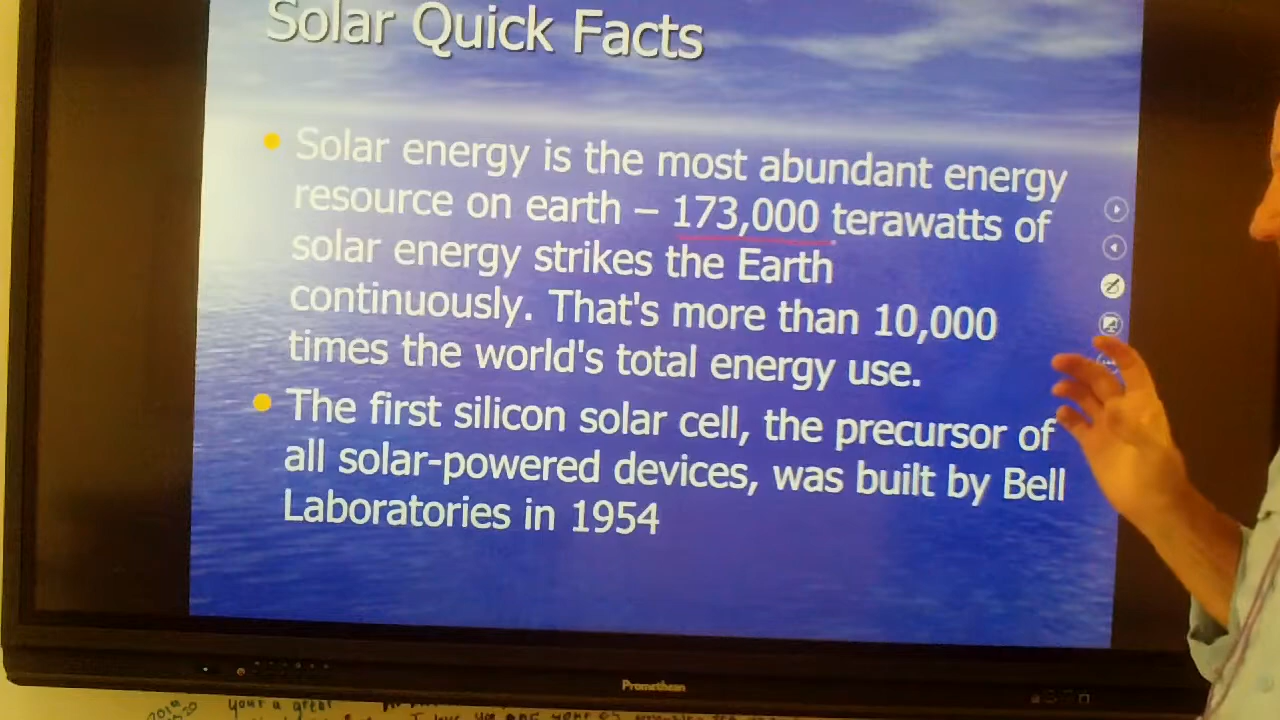 Solar Quick Facts
Solar energy is the most abundant energy
resource on earth – 173,000 terawatts of
solar energy strikes the Earth
continuously. That's more than 10,000
times the world's total energy use.
The first silicon solar cell, the precursor of
all solar-powered devices, was built by Bell
Laboratories in 1954
Promethean
your a great